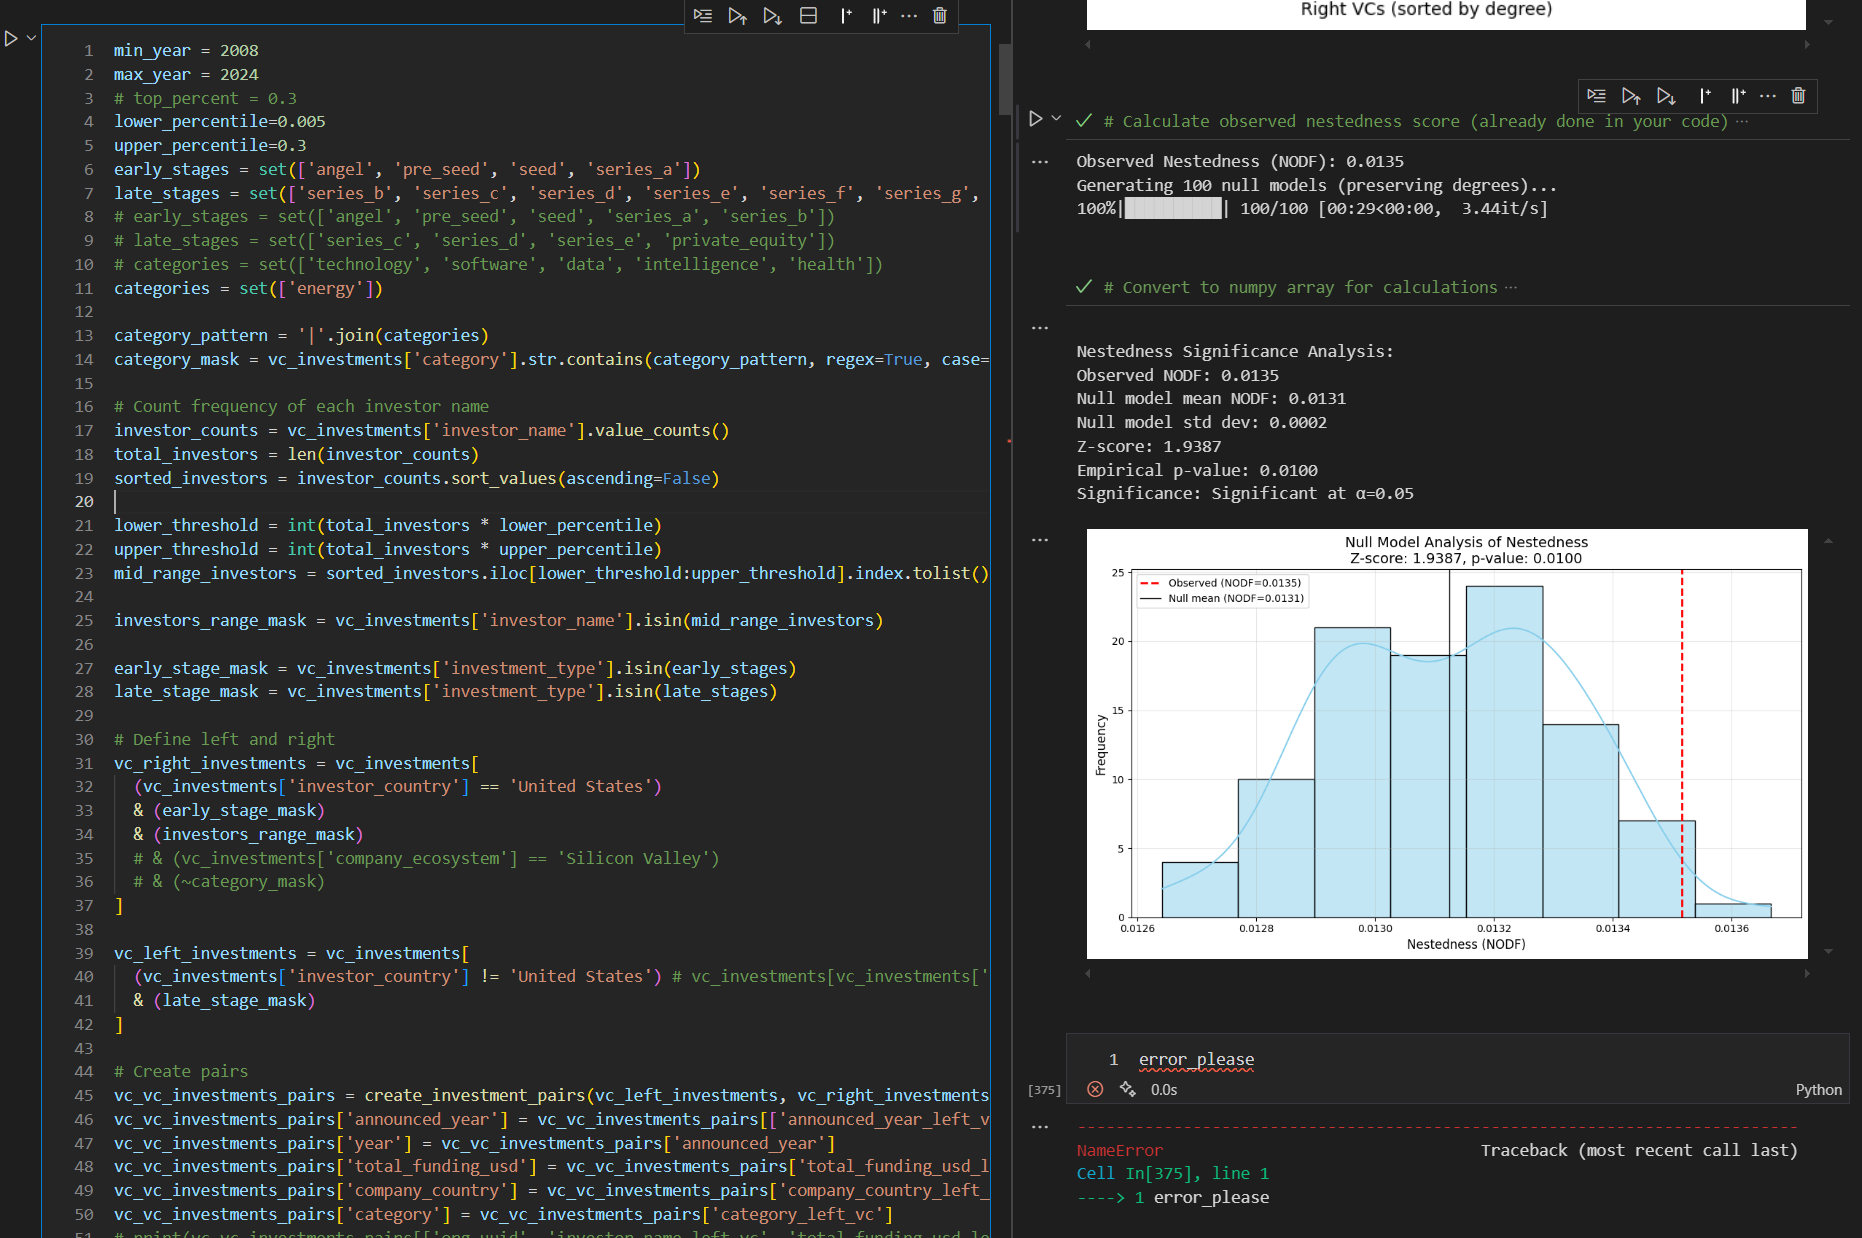 1 min_year = 2008
2 max_year = 2024
3 # top_percent = 0.3
4 lower_percentile=0.005
5 upper_percentile=0.3
6 early_stages = set(['angel', 'pre_seed', 'seed', 'series_a'])
7 late_stages = set(['series_b', 'series_c', 'series_d', 'series_e', 'series_f', 'series_g',
8 # early_stages = set(['angel', 'pre_seed', 'seed', 'series_a', 'series_b'])
9 # late_stages = set(['series_c', 'series_d', 'series_e', 'private_equity'])
10 # categories = set(['technology', 'software', 'data', 'intelligence', 'health'])
11 categories = set(['energy'])
12
13 category_pattern = '|'.join(categories)
14 category_mask = vc_investments['category'].str.contains(category_pattern, regex=True, case=
15
16 # Count frequency of each investor name
17 investor_counts = vc_investments['investor_name'].value_counts()
18 total_investors = len(investor_counts)
19 sorted_investors = investor_counts.sort_values(ascending=False)
20
21 lower_threshold = int(total_investors * lower_percentile)
22 upper_threshold = int(total_investors * upper_percentile)
23 mid_range_investors = sorted_investors.iloc[lower_threshold:upper_threshold].index.tolist()
24
25 investors_range_mask = vc_investments['investor_name'].isin(mid_range_investors)
26
27 early_stage_mask = vc_investments['investment_type'].isin(early_stages)
28 late_stage_mask = vc_investments['investment_type'].isin(late_stages)
29
30 # Define left and right
31 vc_right_investments = vc_investments[
32 (vc_investments['investor_country'] == 'United States')
33 & (early_stage_mask)
34 & (investors_range_mask)
35 # & (vc_investments['company_ecosystem'] == 'Silicon Valley')
36 # & (~category_mask)
37 ]
38
39 vc_left_investments = vc_investments[
40 (vc_investments['investor_country'] != 'United States') # vc_investments[vc_investments['
41 & (late_stage_mask)
42 ]
43
44 # Create pairs
45 vc_vc_investments_pairs = create_investment_pairs(vc_left_investments, vc_right_investments
46 vc_vc_investments_pairs['announced_year'] = vc_vc_investments_pairs[['announced_year_left_v
47 vc_vc_investments_pairs['year'] = vc_vc_investments_pairs['announced_year']
48 vc_vc_investments_pairs['total_funding_usd'] = vc_vc_investments_pairs['total_funding_usd_l
49 vc_vc_investments_pairs['company_country'] = vc_vc_investments_pairs['company_country_left_
50 vc_vc_investments_pairs['category'] = vc_vc_investments_pairs['category_left_vc']
Right VCs (sorted by degree)
# Calculate observed nestedness score (already done in your code) ···
Observed Nestedness (NODF): 0.0135
Generating 100 null models (preserving degrees)...
100%|██████████| 100/100 [00:29<00:00, 3.44it/s]
# Convert to numpy array for calculations ···
Nestedness Significance Analysis:
Observed NODF: 0.0135
Null model mean NODF: 0.0131
Null model std dev: 0.0002
Z-score: 1.9387
Empirical p-value: 0.0100
Significance: Significant at α=0.05
Null Model Analysis of Nestedness
Z-score: 1.9387, p-value: 0.0100
Observed (NODF=0.0135)
Null mean (NODF=0.0131)
Frequency
25
20
15
10
5
0
0.0126 0.0128 0.0130 0.0132 0.0134 0.0136
Nestedness (NODF)
1 error_please
[375] 0.0s Python
NameError Traceback (most recent call last)
Cell In[375], line 1
----> 1 error_please